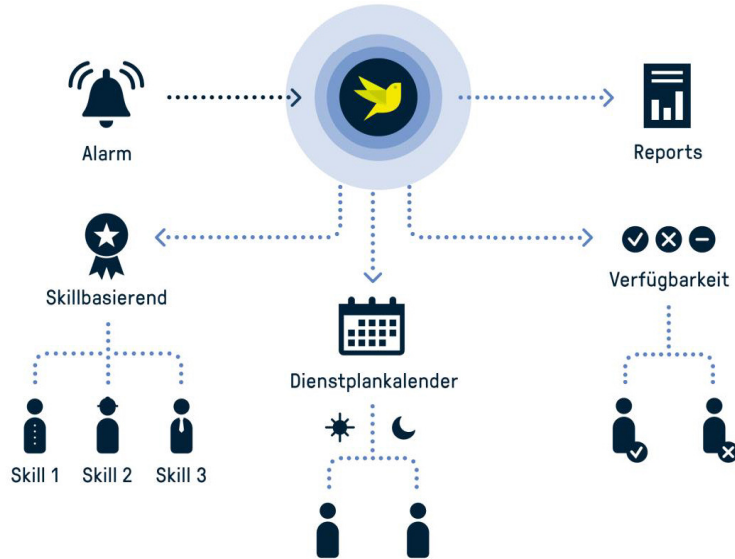 Alarm
Reports
Skillbasierend
Verfügbarkeit
Dienstplankalender
Skill 1
Skill 2
Skill 3